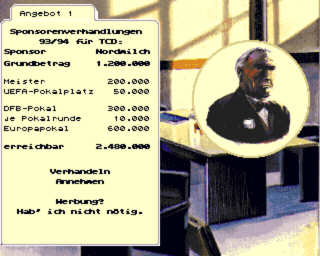 Angebot 1
Sponsorenverhandlungen
93/94 für TCD:
Sponsor Nordmilch
Grundbetrag 1.200.000
Meister 200.000
UEFA-Pokalplatz 50.000
DFB-Pokal 300.000
je Pokalrunde 10.000
Europapokal 600.000
erreichbar 2.480.000
Verhandeln
Annehmen
Werbung?
Hab' ich nicht nötig.